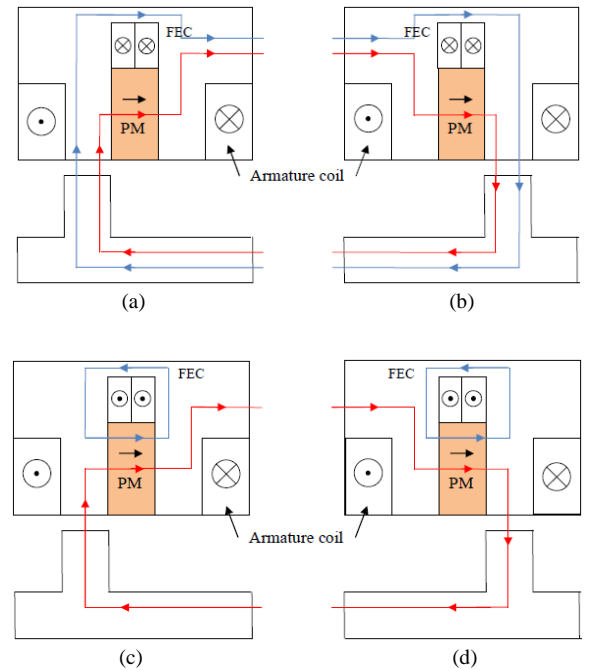 FEC
PM
FEC
PM
Armature coil
(a)
(b)
FEC
PM
FEC
PM
Armature coil
(c)
(d)